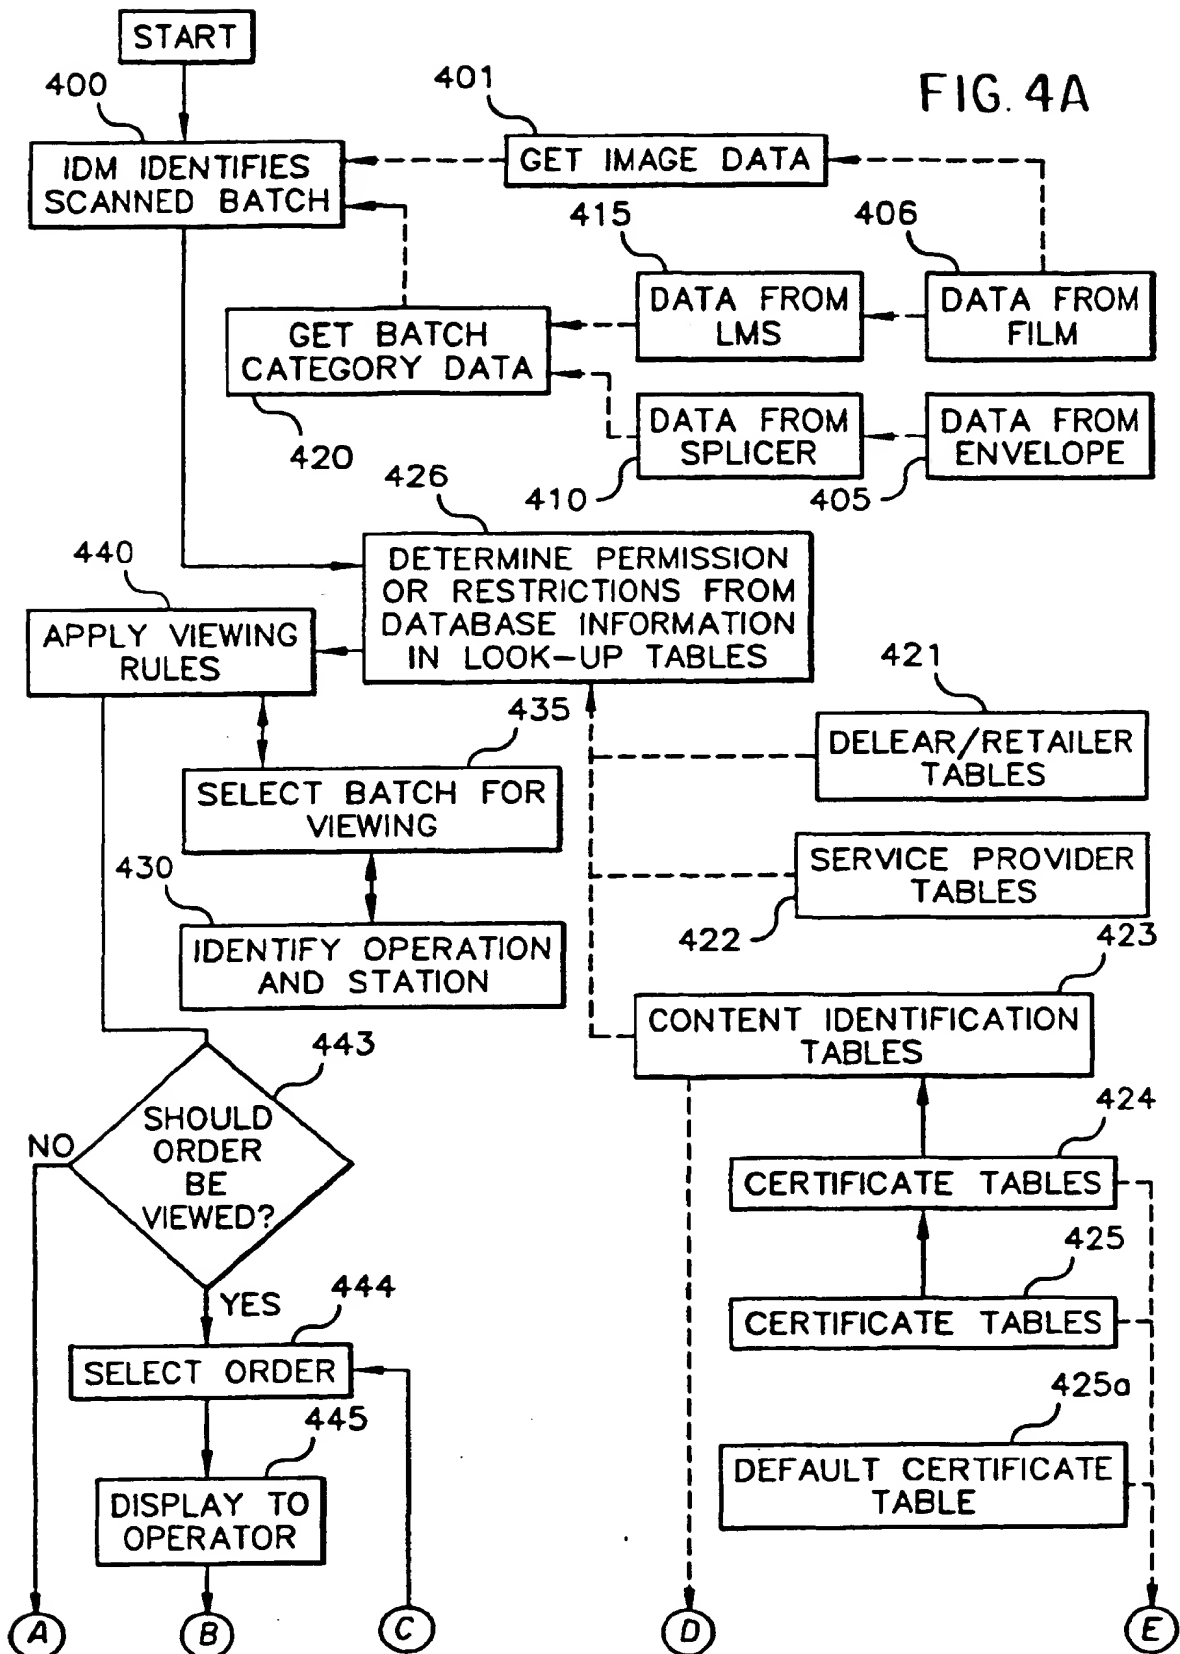 START
400
401
FIG. 4A
IDM IDENTIFIES
SCANNED BATCH
GET IMAGE DATA
415
406
DATA FROM
LMS
DATA FROM
FILM
GET BATCH
CATEGORY DATA
420
DATA FROM
SPLICER
410
DATA FROM
ENVELOPE
405
426
DETERMINE PERMISSION
OR RESTRICTIONS FROM
DATABASE INFORMATION
IN LOOK-UP TABLES
440
APPLY VIEWING
RULES
421
DELEAR/RETAILER
TABLES
435
SELECT BATCH FOR
VIEWING
SERVICE PROVIDER
TABLES
422
430
IDENTIFY OPERATION
AND STATION
423
CONTENT IDENTIFICATION
TABLES
443
SHOULD
ORDER
BE
VIEWED?
NO
YES
424
CERTIFICATE TABLES
425
CERTIFICATE TABLES
444
SELECT ORDER
425a
DEFAULT CERTIFICATE
TABLE
445
DISPLAY TO
OPERATOR
A
B
C
D
E